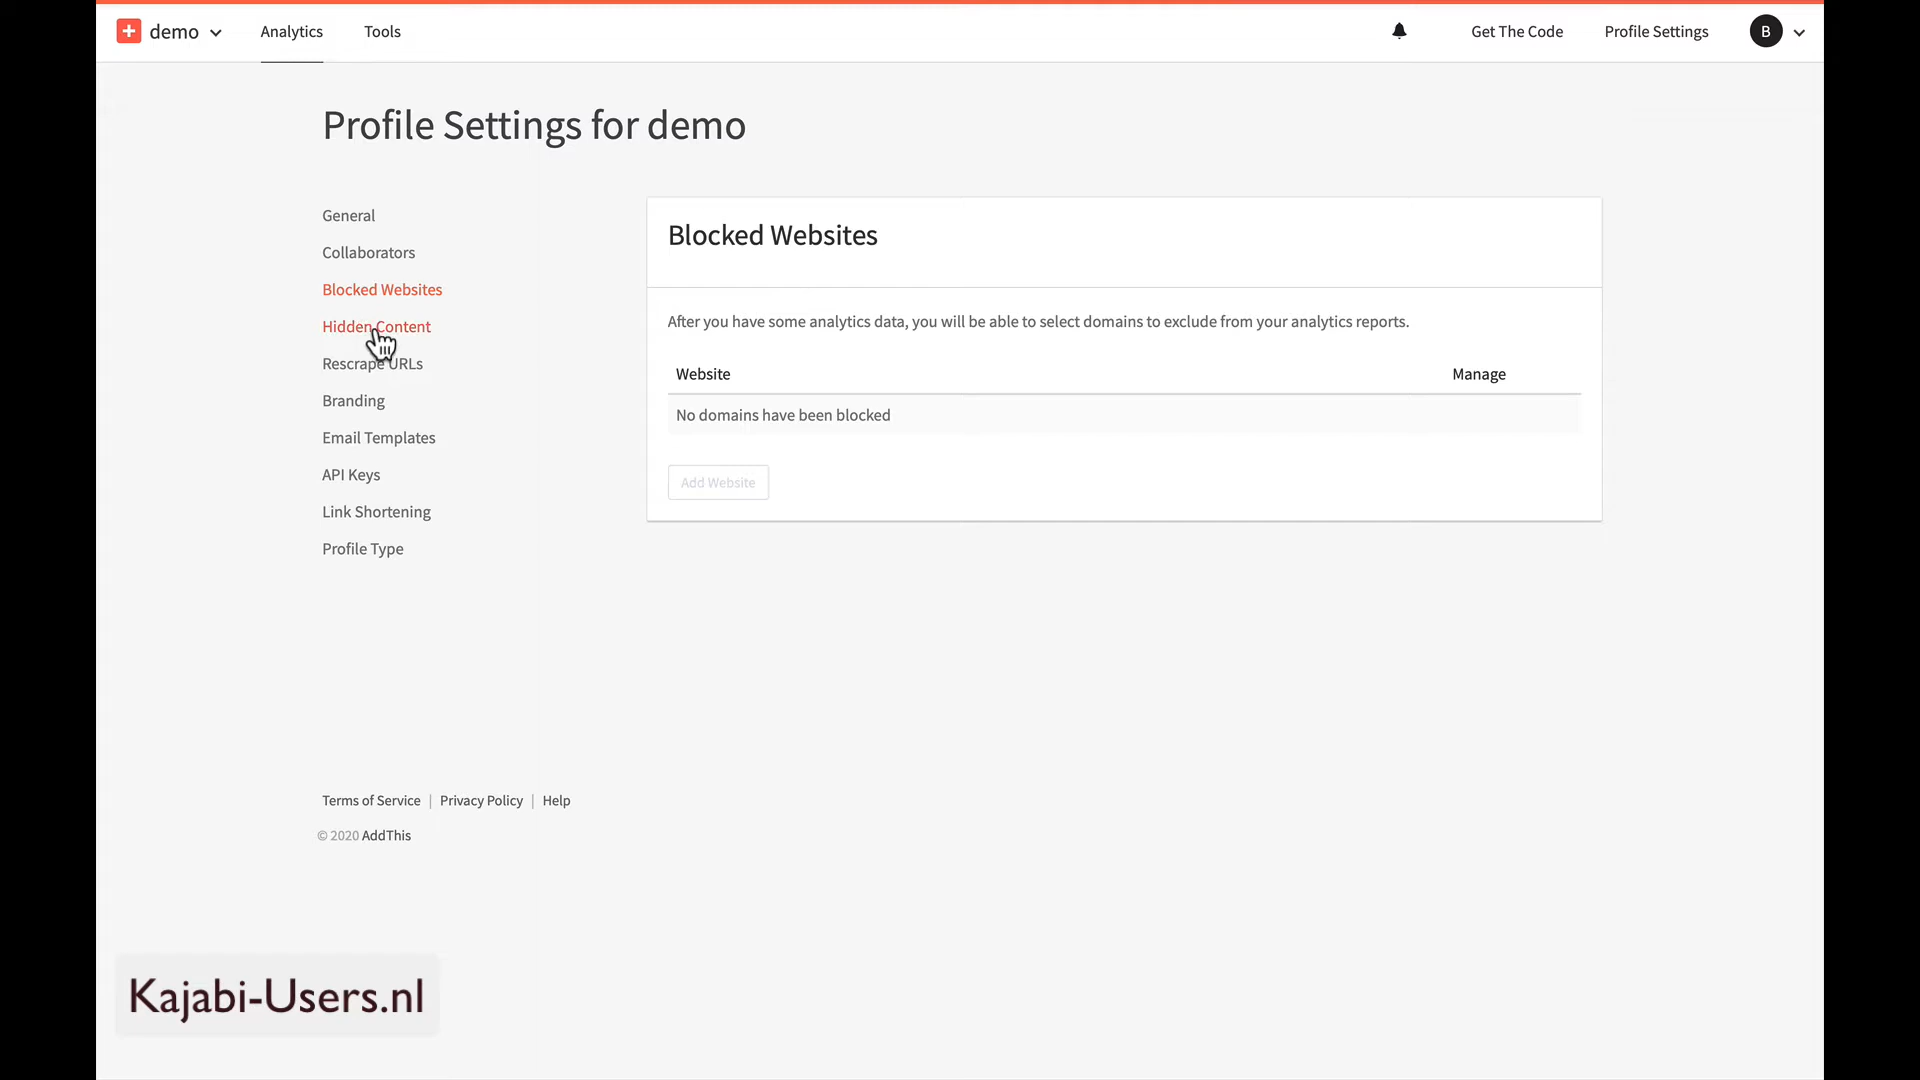 demo
Analytics
Tools
Get The Code
Profile Settings
B
Profile Settings for demo
General
Collaborators
Blocked Websites
Hidden Content
Rescrape URLs
Branding
Email Templates
API Keys
Link Shortening
Profile Type
Blocked Websites
After you have some analytics data, you will be able to select domains to exclude from your analytics reports.
Website Manage
No domains have been blocked
Add Website
Terms of Service | Privacy Policy | Help
© 2020 AddThis
Kajabi-Users.nl